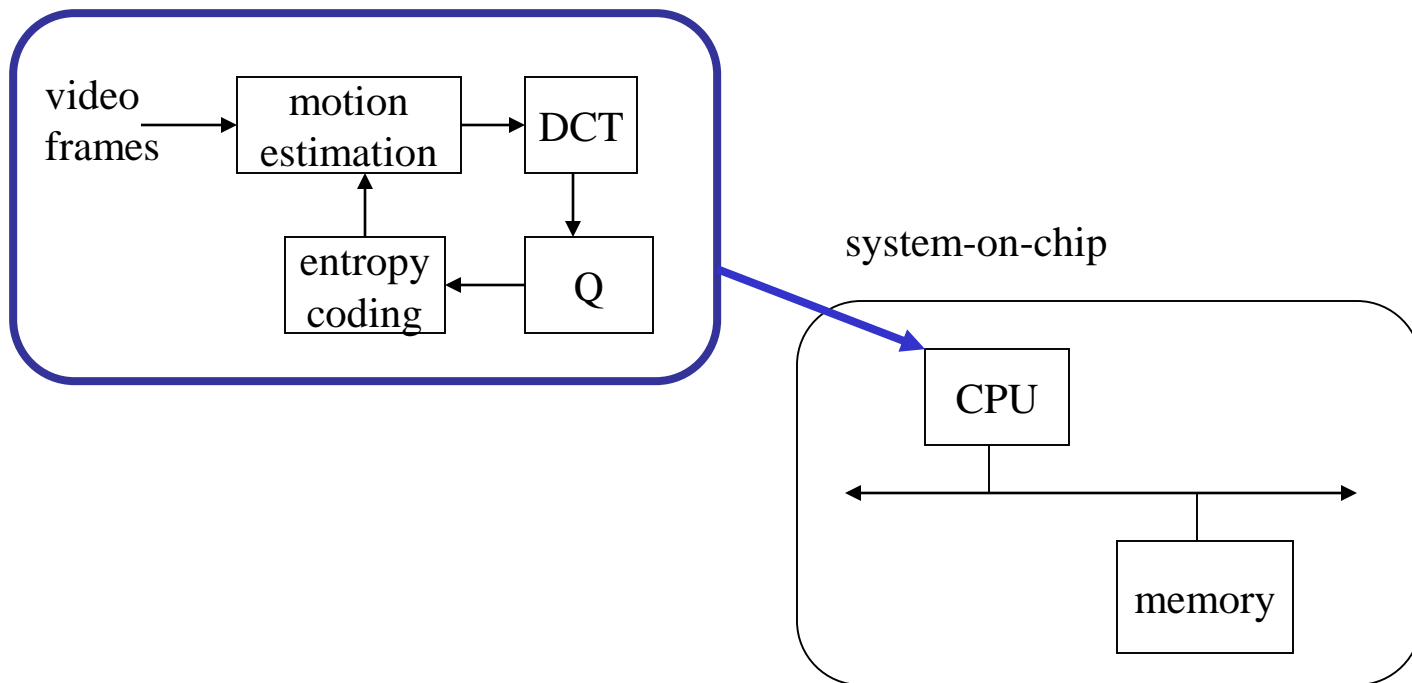 video
frames
motion
estimation
DCT
entropy
coding
Q
system-on-chip
CPU
memory